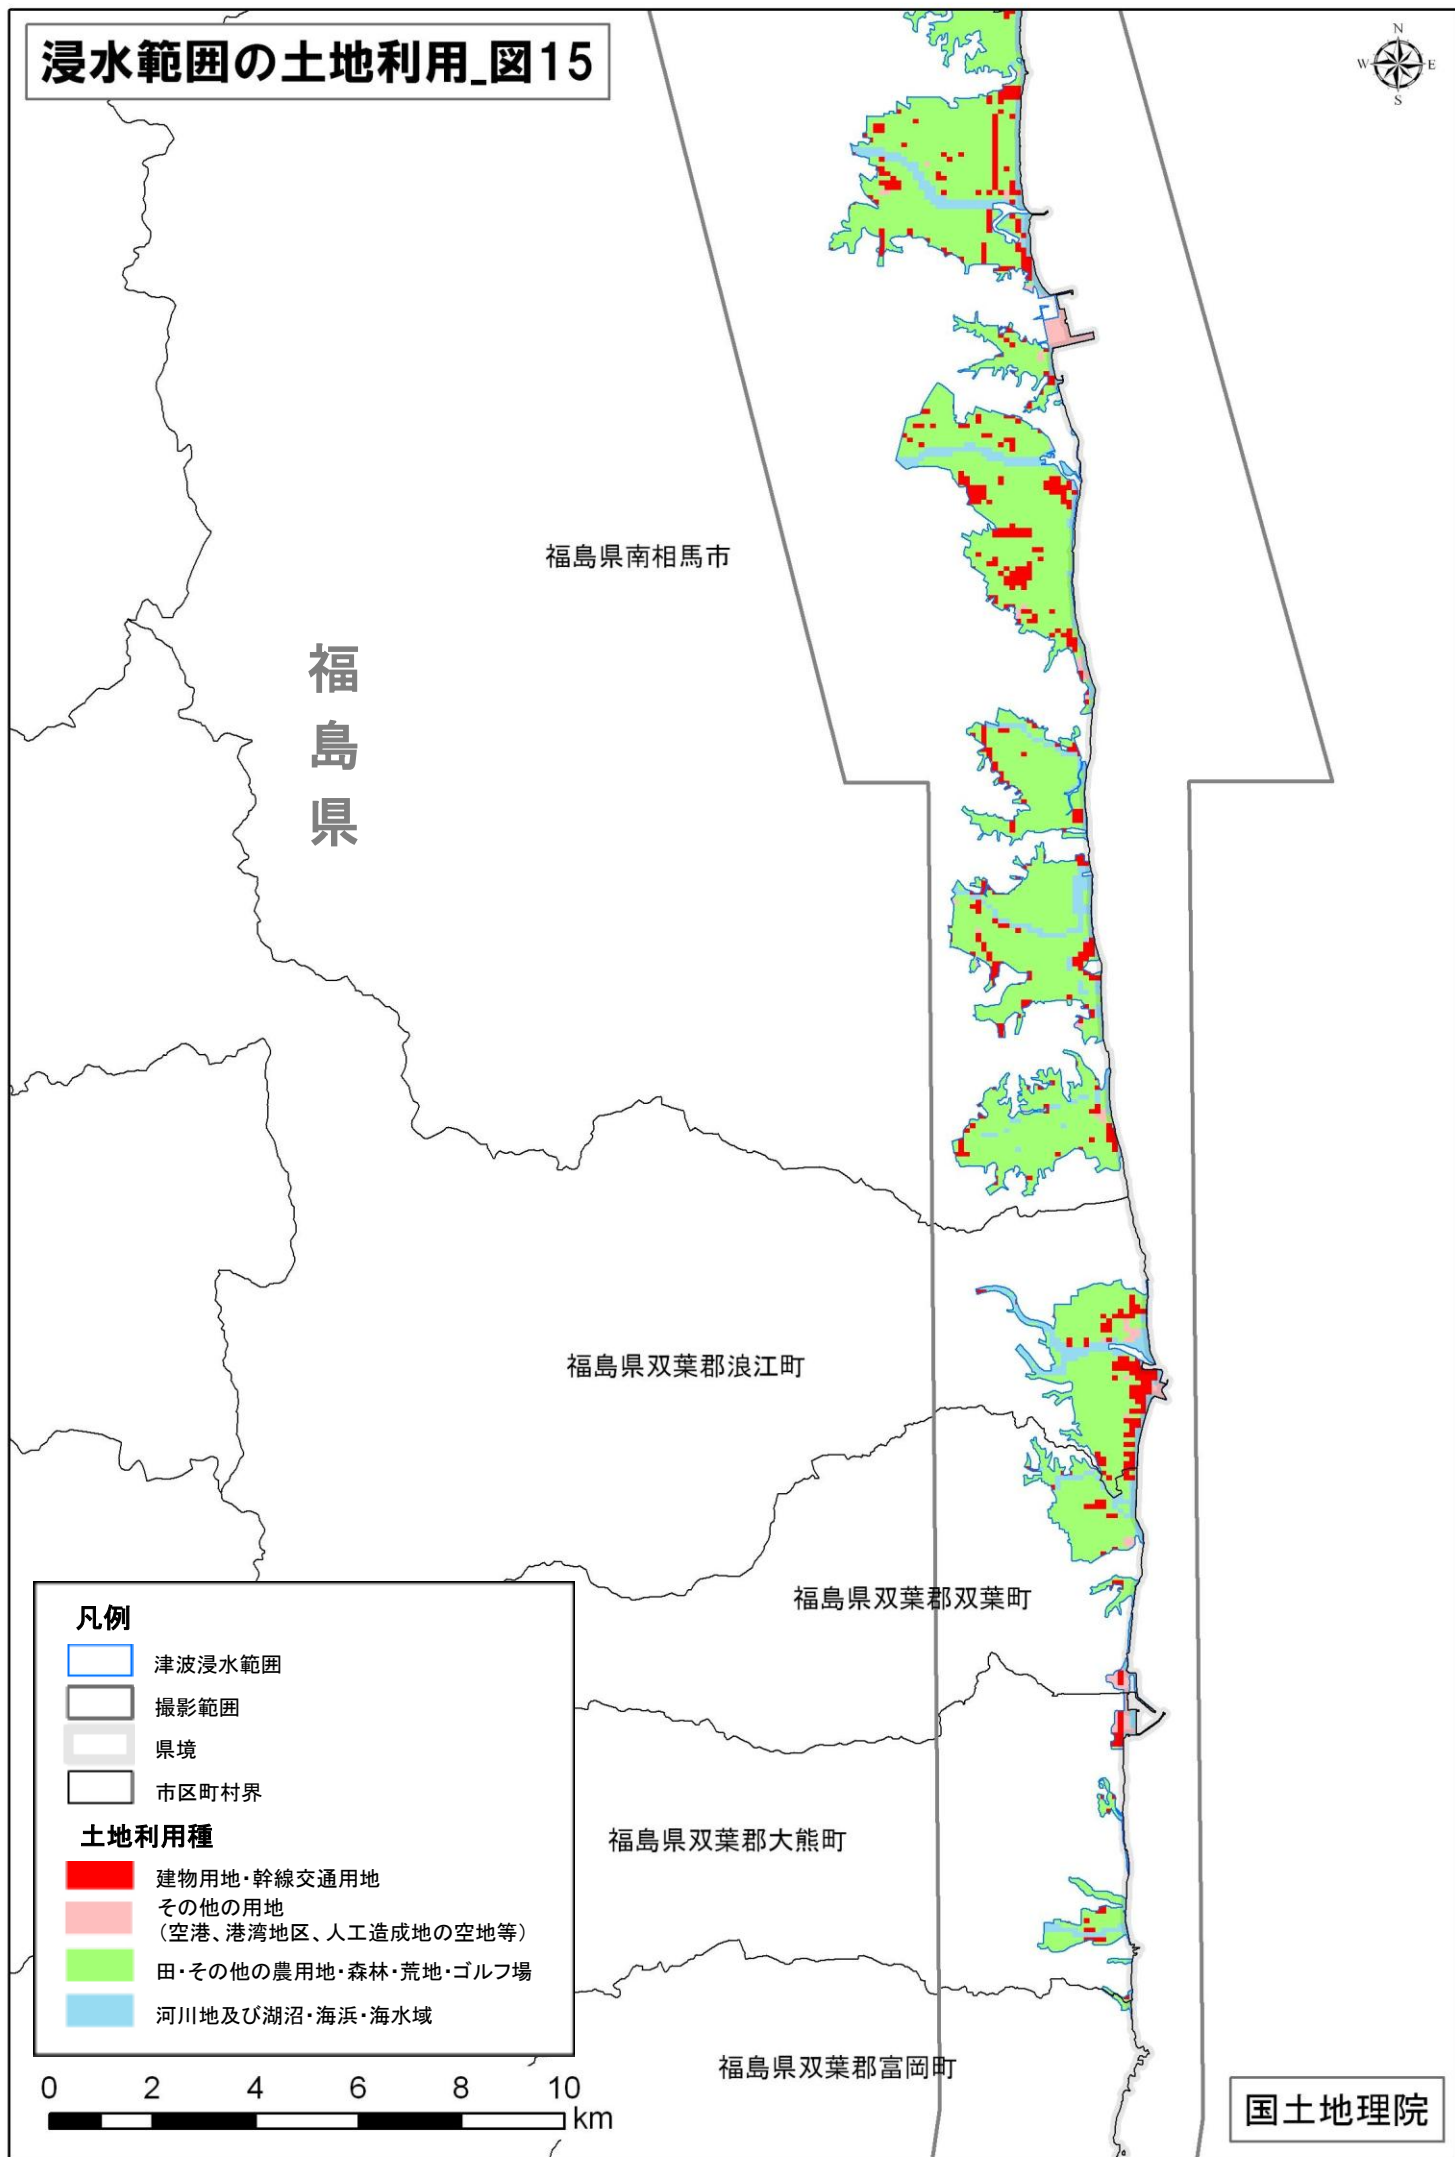 浸水範囲の土地利用_図15
N
W
E
S
福島県南相馬市
福島県
福島県双葉郡浪江町
福島県双葉郡双葉町
福島県双葉郡大熊町
福島県双葉郡富岡町
凡例
津波浸水範囲
撮影範囲
県境
市区町村界
土地利用種
建物用地・幹線交通用地
その他の用地
（空港、港湾地区、人工造成地の空地等）
田・その他の農用地・森林・荒地・ゴルフ場
河川地及び湖沼・海浜・海水域
0 2 4 6 8 10
km
国土地理院